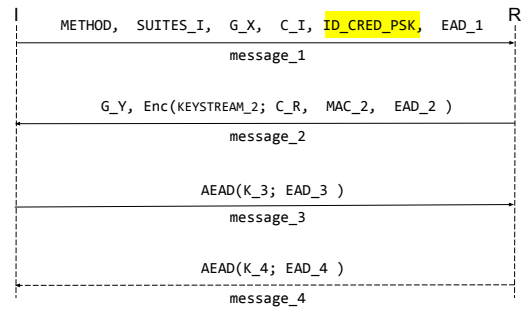 I R
METHOD, SUITES_I, G_X, C_I, ID_CRED_PSK, EAD_1
message_1
G_Y, Enc(KEYSTREAM_2; C_R, MAC_2, EAD_2 )
message_2
AEAD(K_3; EAD_3 )
message_3
AEAD(K_4; EAD_4 )
message_4